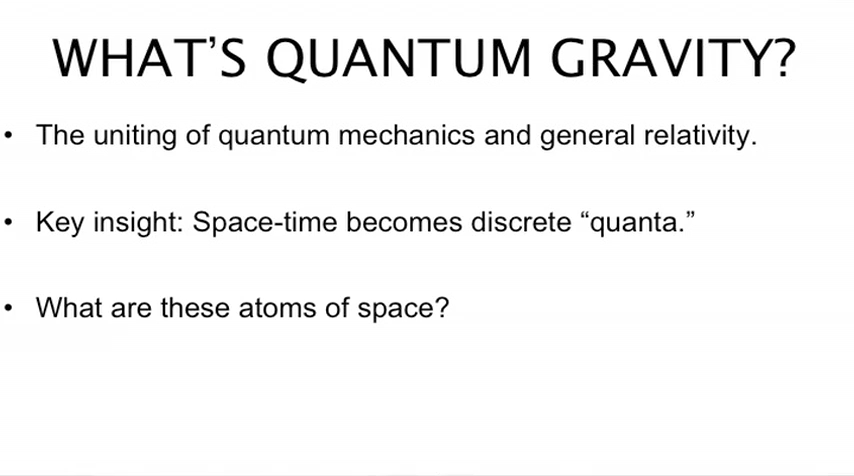 WHAT’S QUANTUM GRAVITY?
• The uniting of quantum mechanics and general relativity.
• Key insight: Space-time becomes discrete “quanta.”
• What are these atoms of space?